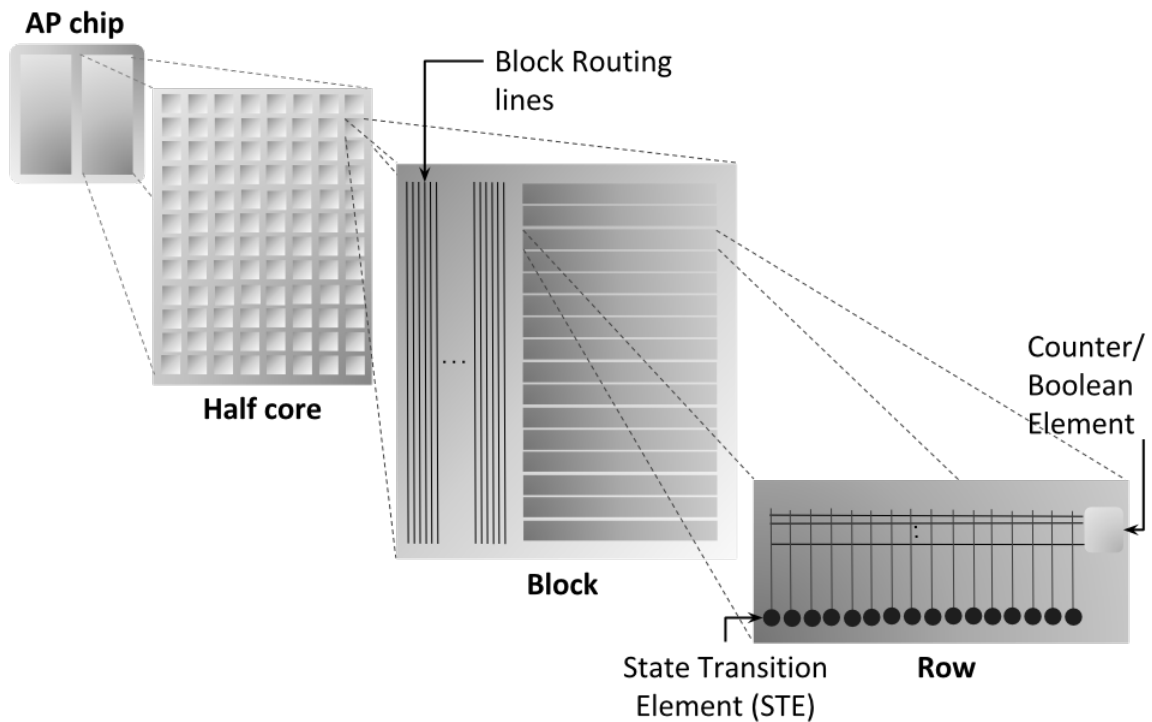 AP chip
Block Routing
lines
Half core
Block
Counter/
Boolean
Element
State Transition
Element (STE)
Row